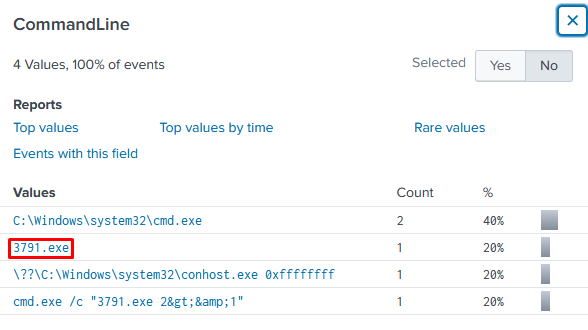 CommandLine
4 Values, 100% of events
Selected
Yes
No
Reports
Top values
Top values by time
Rare values
Events with this field
Values Count %
C:\Windows\system32\cmd.exe 2 40%
3791.exe 1 20%
\??\C:\Windows\system32\conhost.exe 0xffffffff 1 20%
cmd.exe /c "3791.exe 2&gt;&amp;1" 1 20%